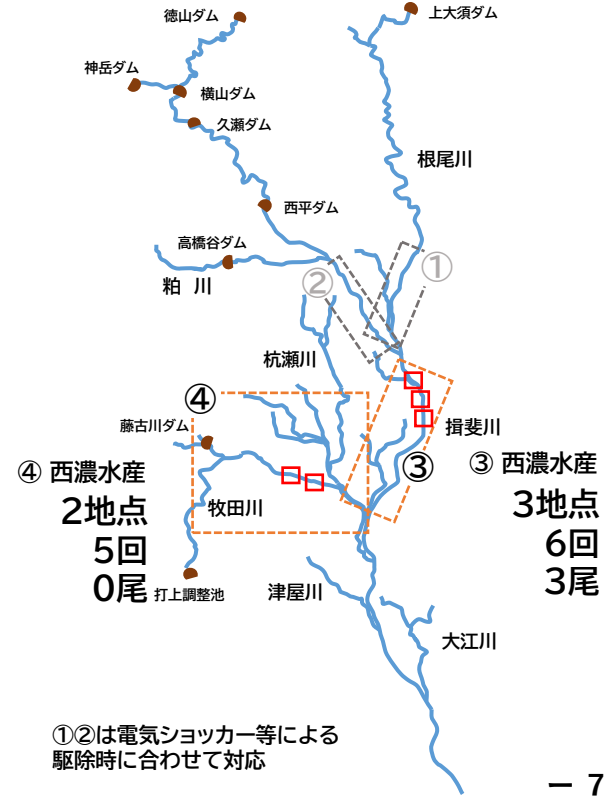 徳山ダム
上大須ダム
神岳ダム
横山ダム
久瀬ダム
根尾川
西平ダム
高橋谷ダム
①
②
粕 川
杭瀬川
④
藤古川ダム
揖斐川
③
④ 西濃水産
2地点
5回
0尾
③ 西濃水産
3地点
6回
3尾
牧田川
打上調整池
津屋川
大江川
①②は電気ショッカー等による
駆除時に合わせて対応
− 7